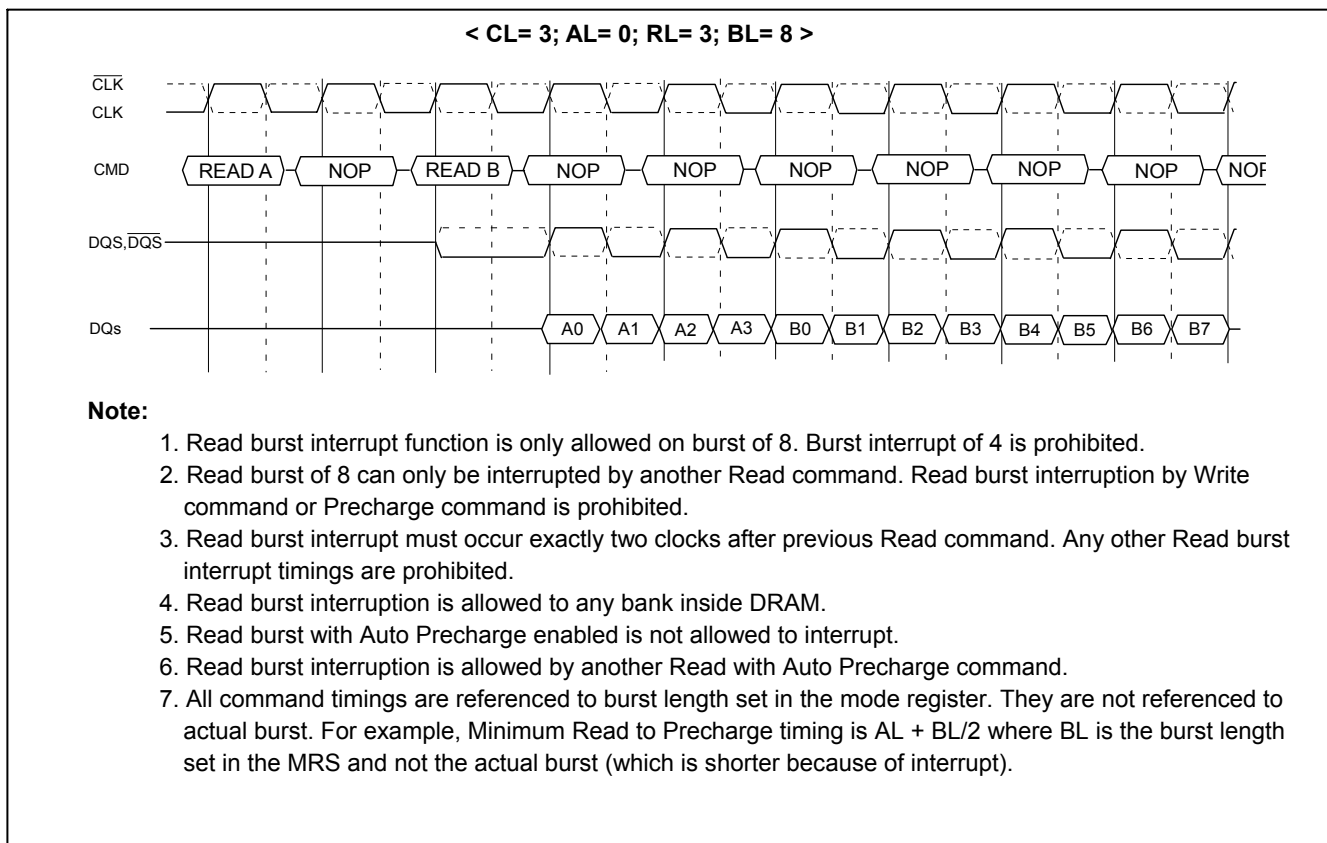 < CL= 3; AL= 0; RL= 3; BL= 8 >
CLK
CLK
CMD READ A NOP READ B NOP NOP NOP NOP NOP NOP NOP
DQS,DQS
DQs A0 A1 A2 A3 B0 B1 B2 B3 B4 B5 B6 B7
Note:
1. Read burst interrupt function is only allowed on burst of 8. Burst interrupt of 4 is prohibited.
2. Read burst of 8 can only be interrupted by another Read command. Read burst interruption by Write
command or Precharge command is prohibited.
3. Read burst interrupt must occur exactly two clocks after previous Read command. Any other Read burst
interrupt timings are prohibited.
4. Read burst interruption is allowed to any bank inside DRAM.
5. Read burst with Auto Precharge enabled is not allowed to interrupt.
6. Read burst interruption is allowed by another Read with Auto Precharge command.
7. All command timings are referenced to burst length set in the mode register. They are not referenced to
actual burst. For example, Minimum Read to Precharge timing is AL + BL/2 where BL is the burst length
set in the MRS and not the actual burst (which is shorter because of interrupt).